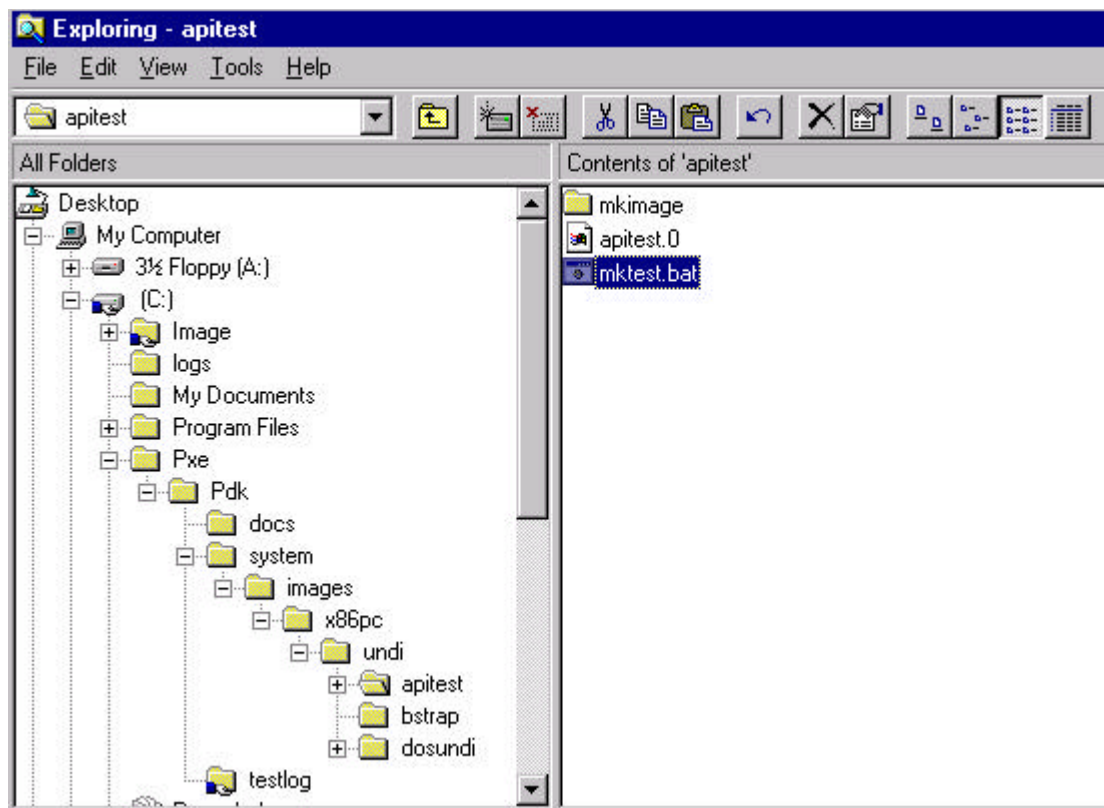 Exploring - apitest
File Edit View Tools Help
apitest
All Folders
Contents of 'apitest'
Desktop
My Computer
3½ Floppy (A:)
(C:)
Image
logs
My Documents
Program Files
Pxe
Pdk
docs
system
images
x86pc
undi
apitest
bstrap
dosundi
testlog
mkimage
apitest.0
mktest.bat